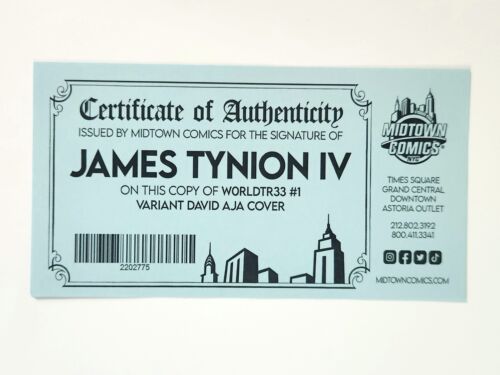 Certificate of Authenticity
ISSUED BY MIDTOWN COMICS FOR THE SIGNATURE OF
JAMES TYNION IV
ON THIS COPY OF WORLDTR33 #1
VARIANT DAVID AJA COVER
2202775
MIDTOWN
COMICS
NYC
TIMES SQUARE
GRAND CENTRAL
DOWNTOWN
ASTORIA OUTLET
212.802.3192
800.411.3341
MIDTOWNCOMICS.COM